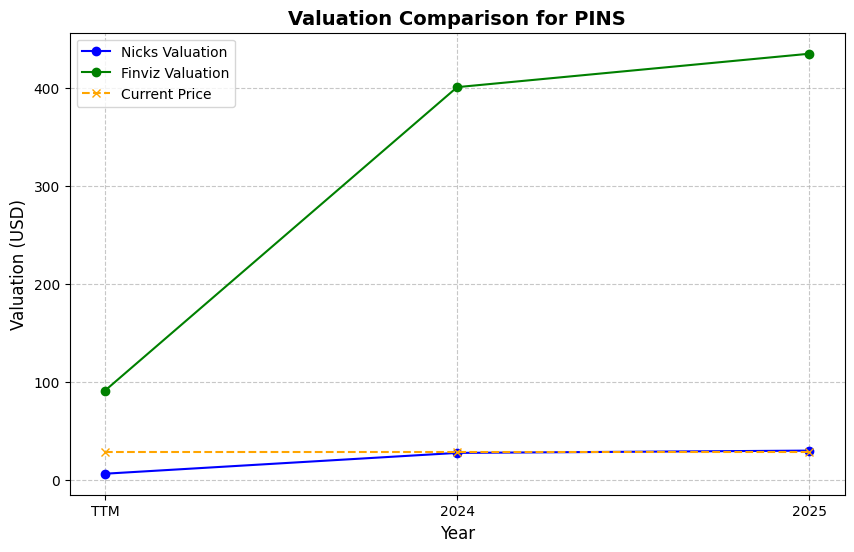 Valuation Comparison for PINS
Nicks Valuation
Finviz Valuation
Current Price
Valuation (USD)
400
300
200
100
0
TTM
2024
2025
Year